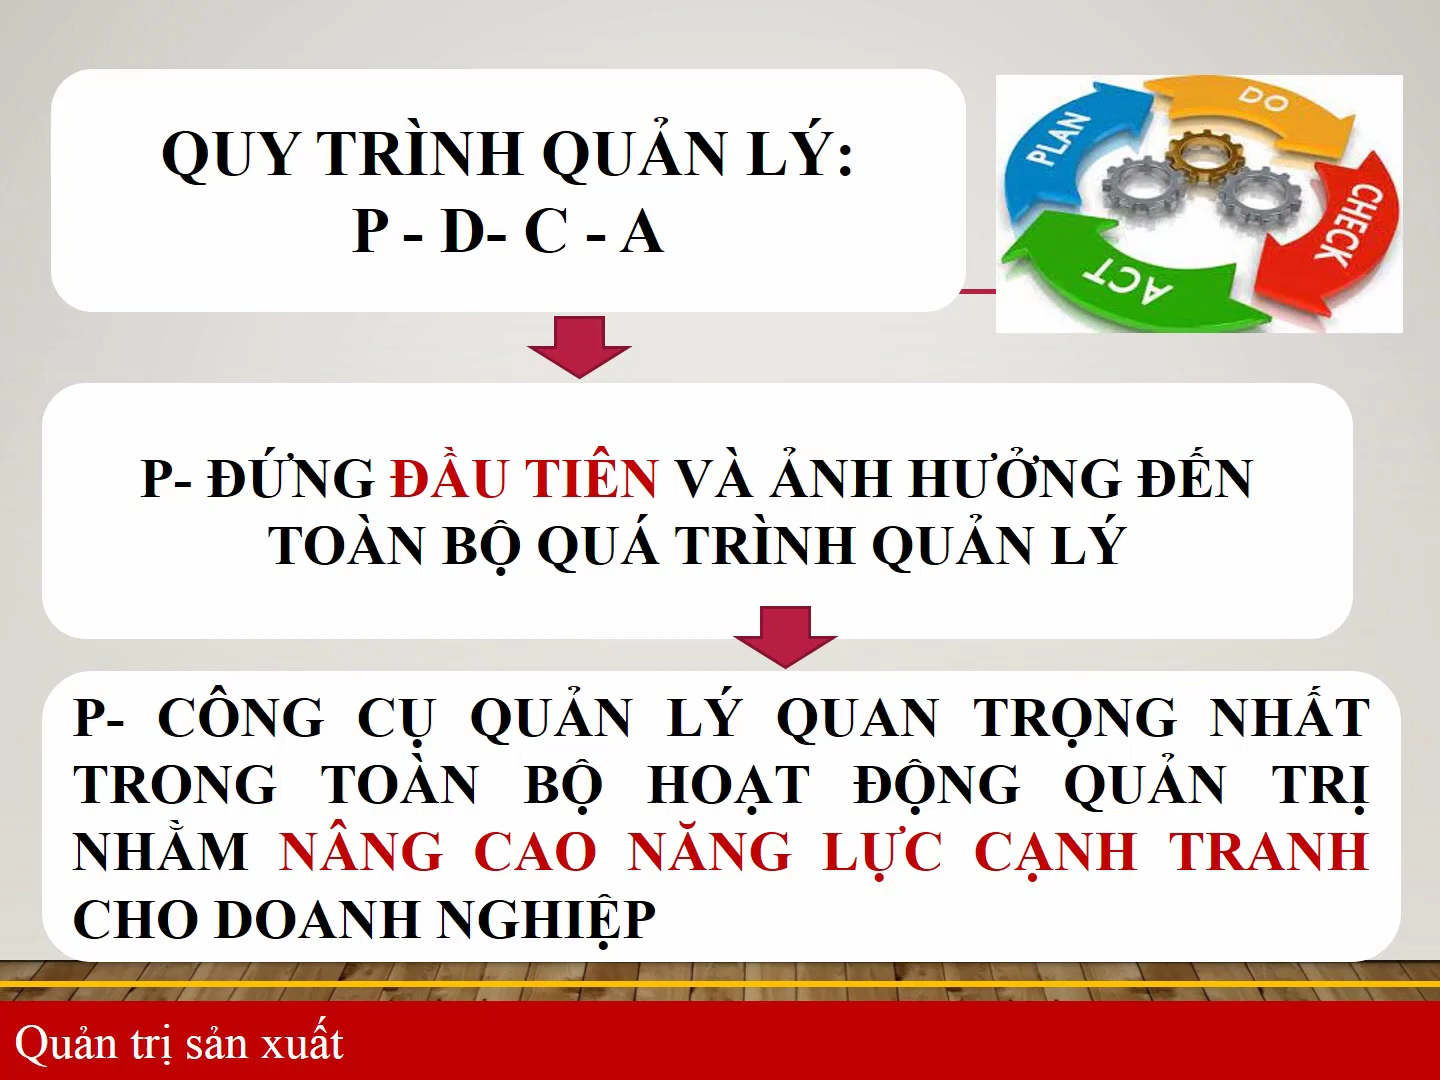 QUY TRÌNH QUẢN LÝ:
P - D- C - A
PLAN
DO
CHECK
ACT
P- ĐỨNG ĐẦU TIÊN VÀ ẢNH HƯỞNG ĐẾN
TOÀN BỘ QUÁ TRÌNH QUẢN LÝ
P- CÔNG CỤ QUẢN LÝ QUAN TRỌNG NHẤT
TRONG TOÀN BỘ HOẠT ĐỘNG QUẢN TRỊ
NHẰM NÂNG CAO NĂNG LỰC CẠNH TRANH
CHO DOANH NGHIỆP
Quản trị sản xuất